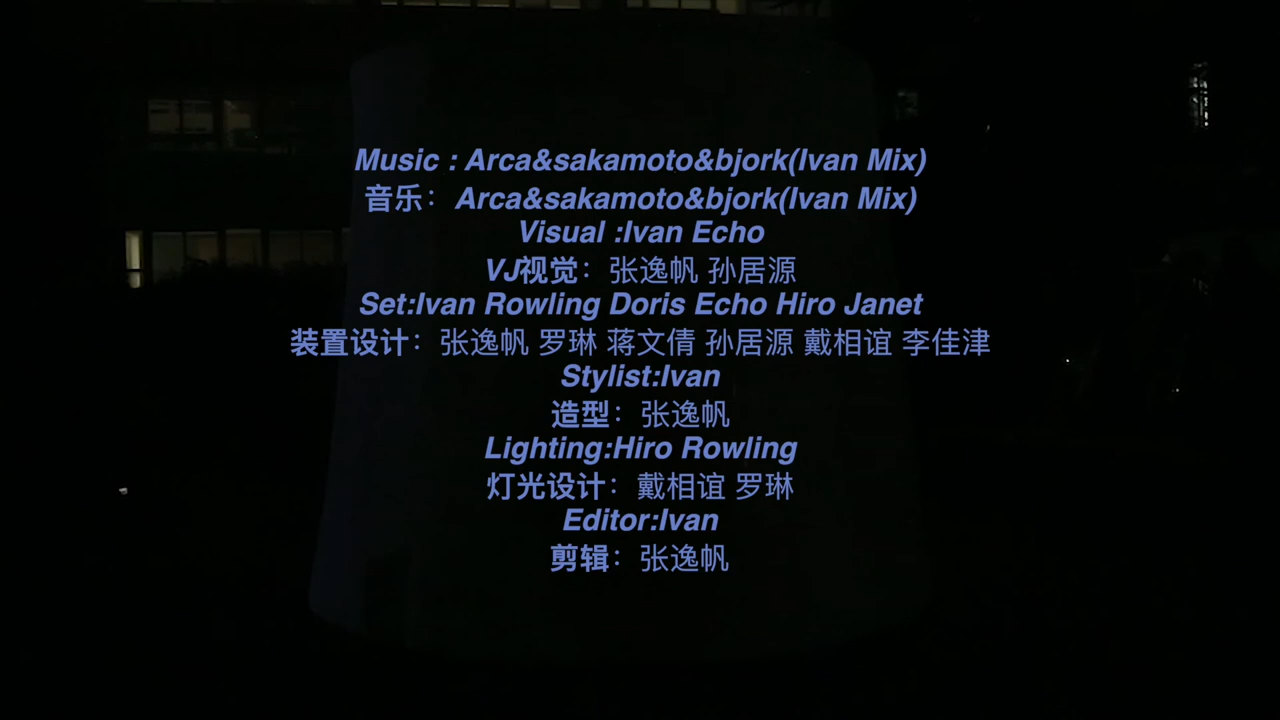 Music : Arca&sakamoto&bjork(Ivan Mix)
音乐：Arca&sakamoto&bjork(Ivan Mix)
Visual :Ivan Echo
VJ视觉：张逸帆 孙居源
Set:Ivan Rowling Doris Echo Hiro Janet
装置设计：张逸帆 罗琳 蒋文倩 孙居源 戴相谊 李佳津
Stylist:Ivan
造型：张逸帆
Lighting:Hiro Rowling
灯光设计：戴相谊 罗琳
Editor:Ivan
剪辑：张逸帆